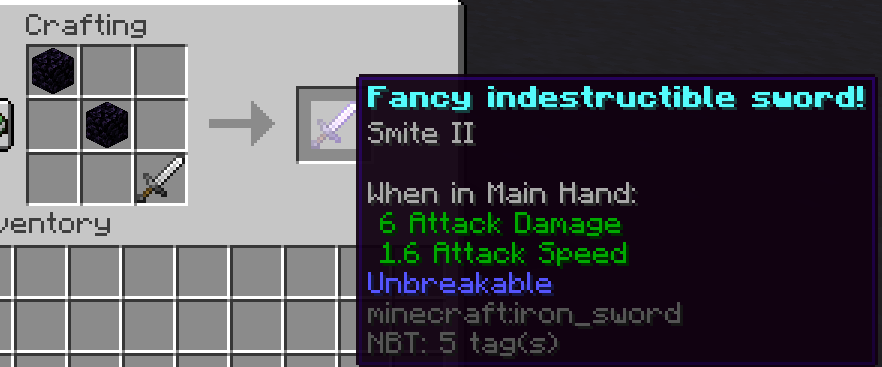 Crafting
Fancy indestructible sword!
Smite II
When in Main Hand:
6 Attack Damage
1.6 Attack Speed
Unbreakable
minecraft:iron_sword
NBT: 5 tag(s)
ventory